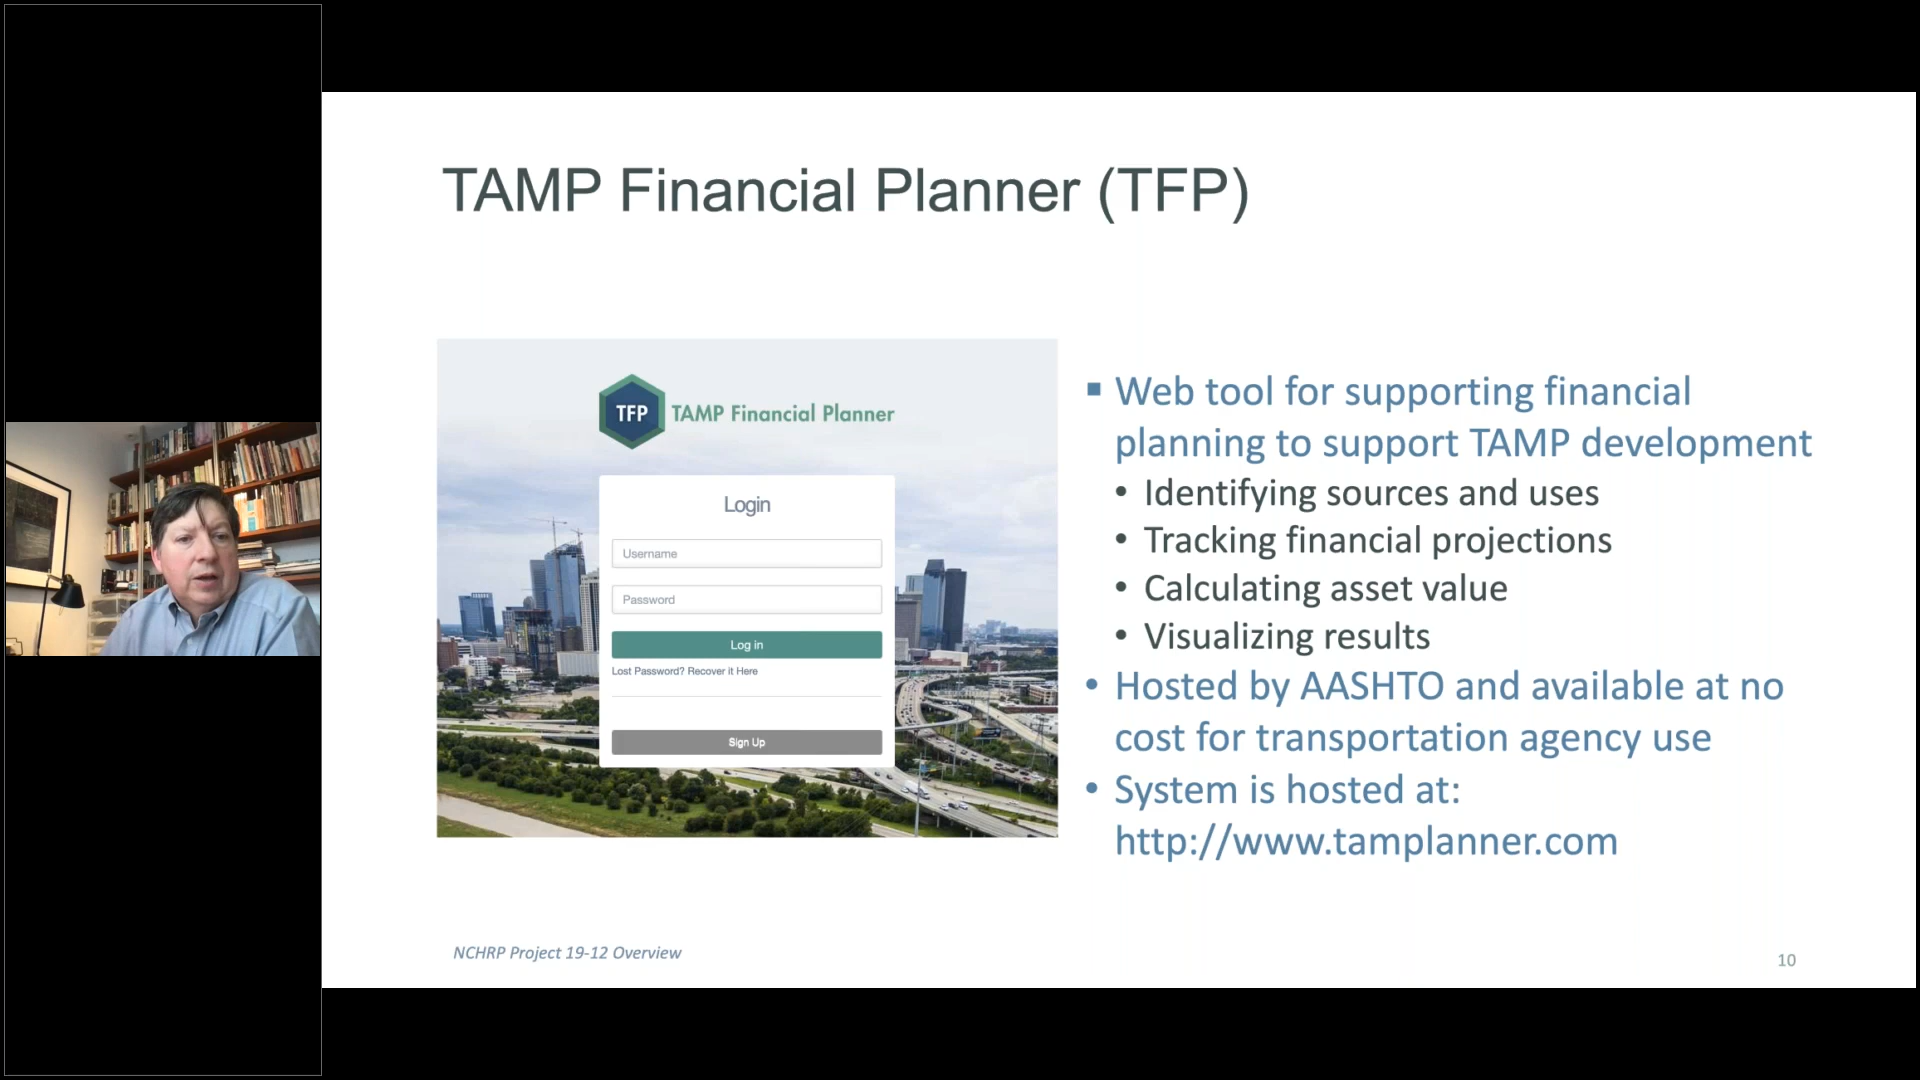 TAMP Financial Planner (TFP)
TFP
TAMP Financial Planner
Login
Username
Password
Log in
Lost Password? Recover it Here
Sign Up
▪ Web tool for supporting financial
planning to support TAMP development
• Identifying sources and uses
• Tracking financial projections
• Calculating asset value
• Visualizing results
• Hosted by AASHTO and available at no
cost for transportation agency use
• System is hosted at:
http://www.tamplanner.com
NCHRP Project 19-12 Overview
10